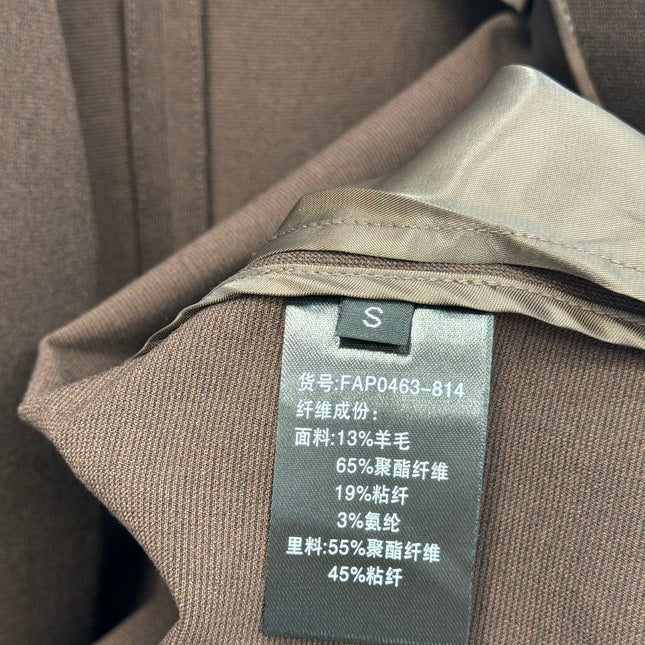 S
货号:FAP0463-814
纤维成份:
面料:13%羊毛
65%聚酯纤维
19%粘纤
3%氨纶
里料:55%聚酯纤维
45%粘纤